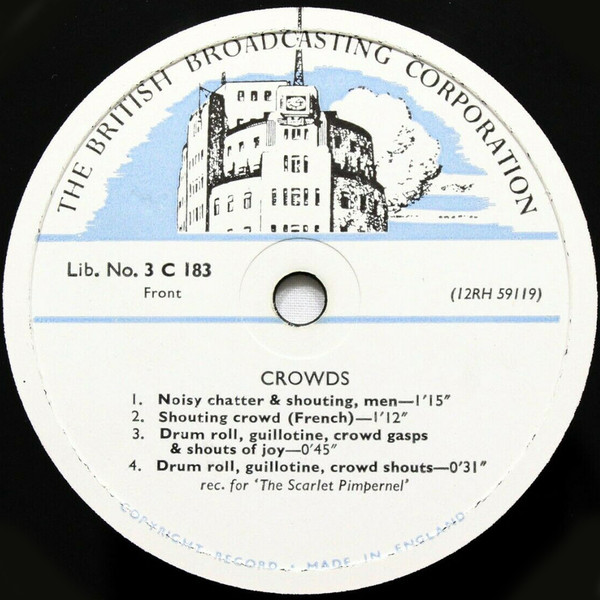 THE BRITISH BROADCASTING CORPORATION
Lib. No. 3 C 183
Front
(12RH 59119)
CROWDS
1. Noisy chatter & shouting, men—1'15"
2. Shouting crowd (French)—1'12"
3. Drum roll, guillotine, crowd gasps
& shouts of joy—0'45"
4. Drum roll, guillotine, crowd shouts—0'31"
rec. for 'The Scarlet Pimpernel'
COPYRIGHT RECORD · MADE IN ENGLAND